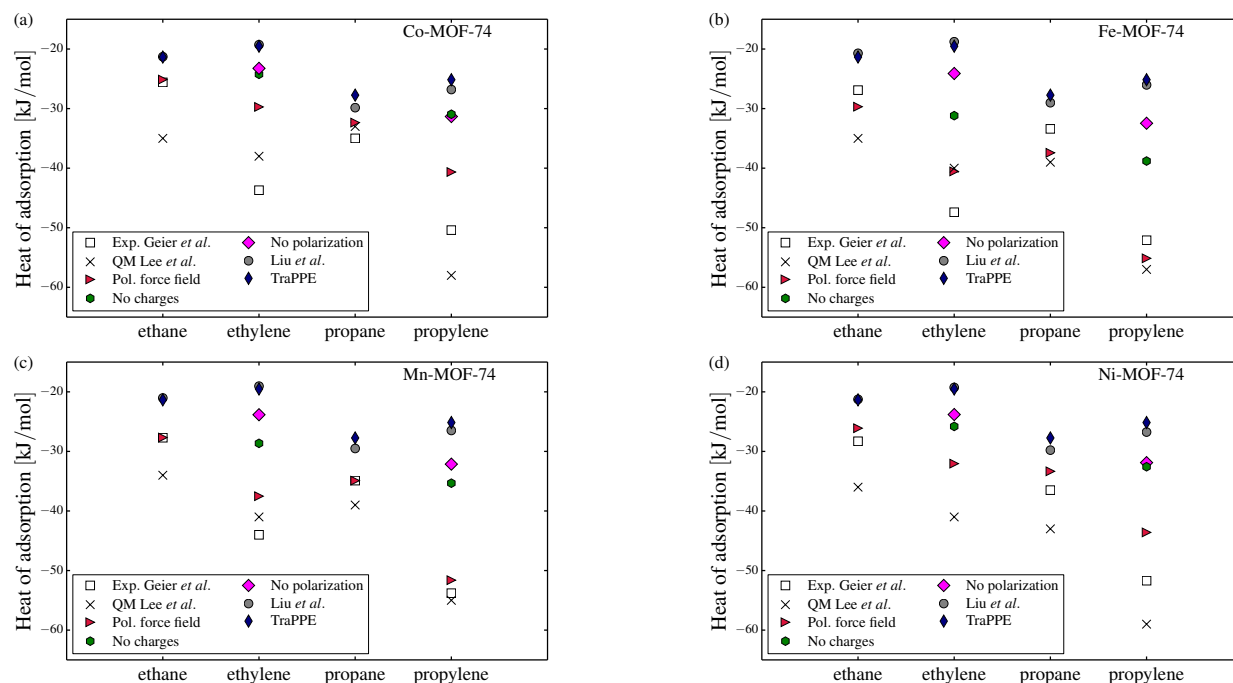 (a)
Co-MOF-74
Heat of adsorption [kJ/mol]
−20
−30
−40
−50
−60
Exp. Geier et al.
QM Lee et al.
Pol. force field
No charges
No polarization
Liu et al.
TraPPE
ethane ethylene propane propylene
(b)
Fe-MOF-74
Heat of adsorption [kJ/mol]
−20
−30
−40
−50
−60
Exp. Geier et al.
QM Lee et al.
Pol. force field
No charges
No polarization
Liu et al.
TraPPE
ethane ethylene propane propylene
(c)
Mn-MOF-74
Heat of adsorption [kJ/mol]
−20
−30
−40
−50
−60
Exp. Geier et al.
QM Lee et al.
Pol. force field
No charges
No polarization
Liu et al.
TraPPE
ethane ethylene propane propylene
(d)
Ni-MOF-74
Heat of adsorption [kJ/mol]
−20
−30
−40
−50
−60
Exp. Geier et al.
QM Lee et al.
Pol. force field
No charges
No polarization
Liu et al.
TraPPE
ethane ethylene propane propylene